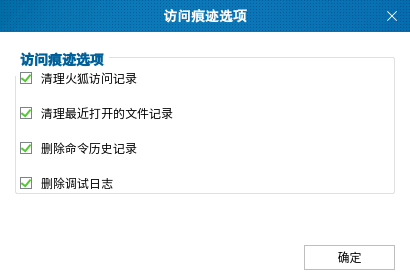 访问痕迹选项
访问痕迹选项
清理火狐访问记录
清理最近打开的文件记录
删除命令历史记录
删除调试日志
确定